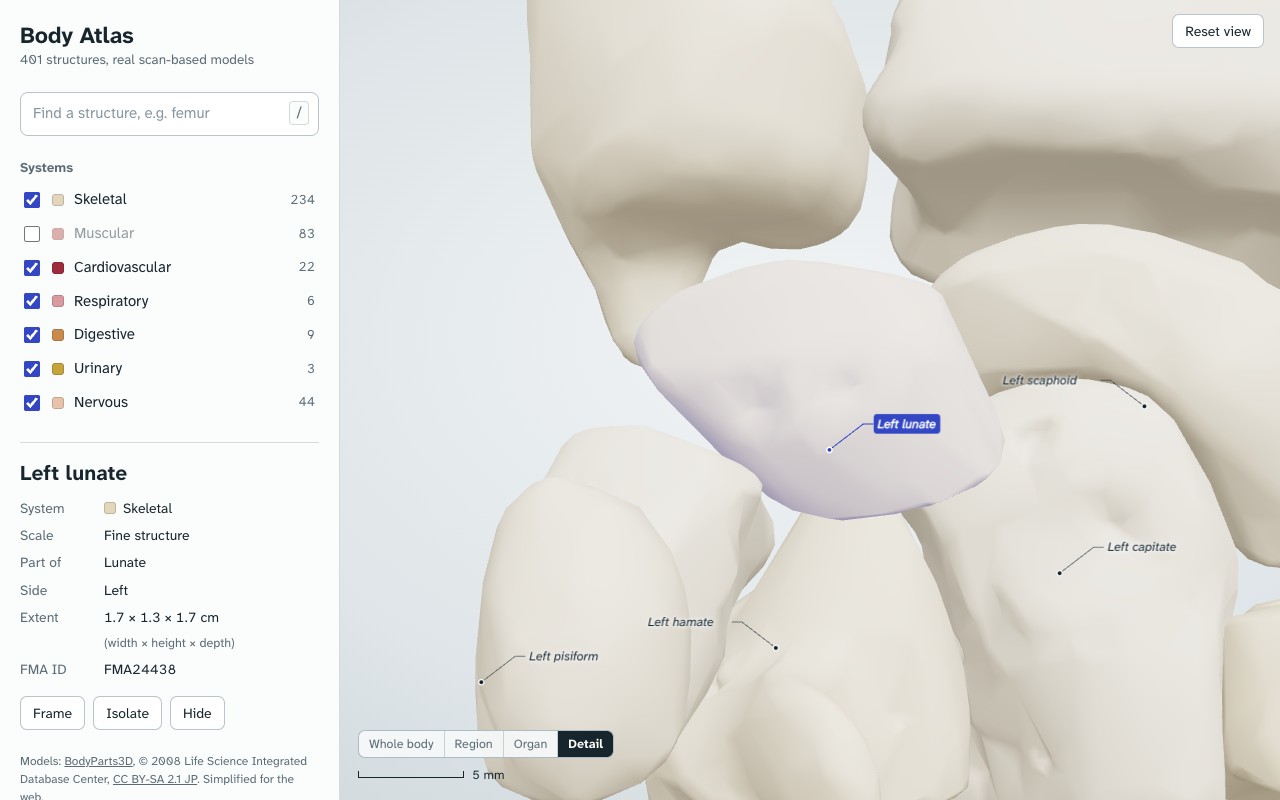 Body Atlas
401 structures, real scan-based models
Find a structure, e.g. femur /
Systems
Skeletal 234
Muscular 83
Cardiovascular 22
Respiratory 6
Digestive 9
Urinary 3
Nervous 44
Left lunate
System Skeletal
Scale Fine structure
Part of Lunate
Side Left
Extent 1.7 × 1.3 × 1.7 cm
(width × height × depth)
FMA ID FMA24438
Frame Isolate Hide
Models: BodyParts3D, © 2008 Life Science Integrated
Database Center, CC BY-SA 2.1 JP. Simplified for the
web.
Reset view
Left scaphoid
Left lunate
Left capitate
Left hamate
Left pisiform
Whole body Region Organ Detail
5 mm